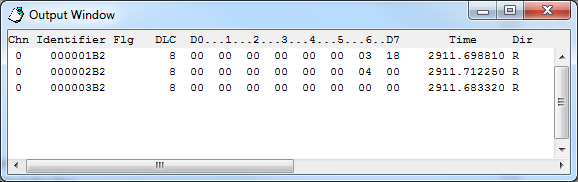 Output Window
Chn Identifier Flg DLC D0...1...2...3...4...5...6..D7 Time Dir
0 000001B2 8 00 00 00 00 00 00 03 18 2911.698810 R
0 000002B2 8 00 00 00 00 00 00 04 00 2911.712250 R
0 000003B2 8 00 00 00 00 00 00 00 00 2911.683320 R